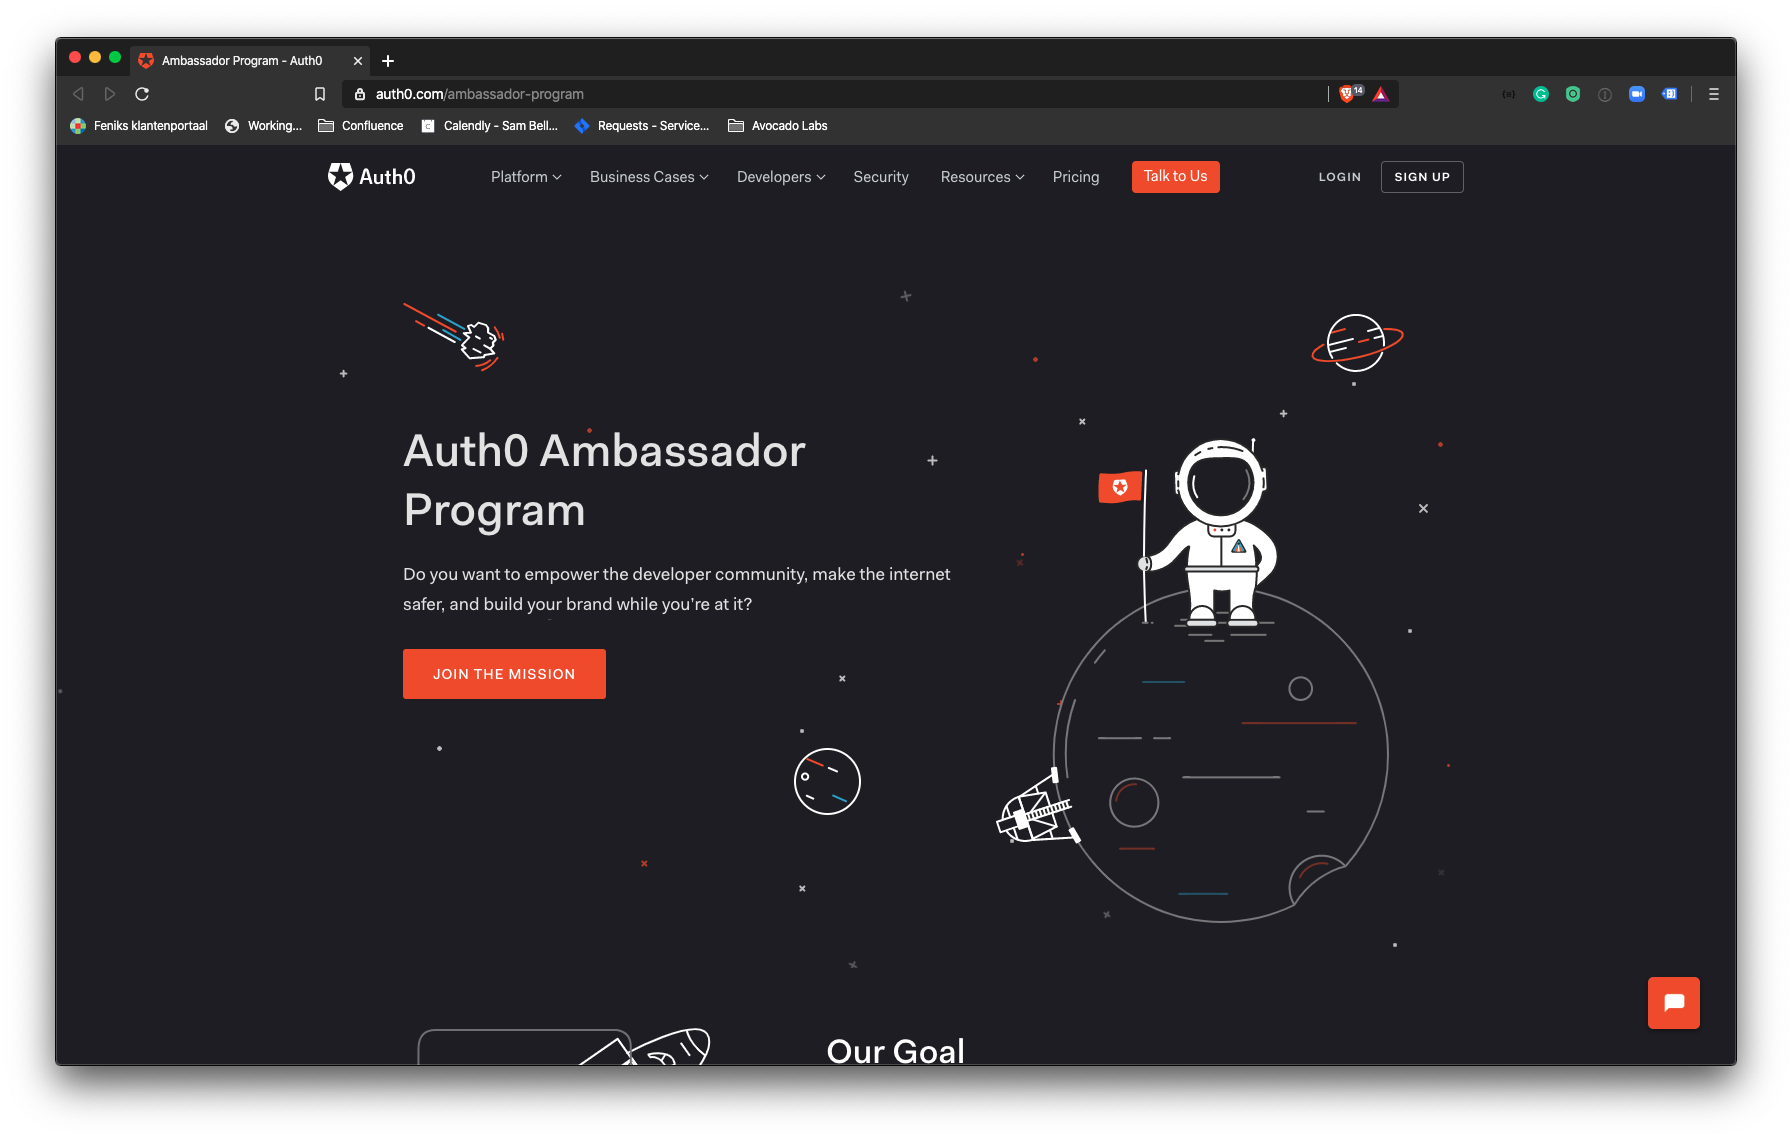 Ambassador Program - Auth0
auth0.com/ambassador-program
14
Feniks klantenportaal
Working...
Confluence
Calendly - Sam Bell...
Requests - Service...
Avocado Labs
Auth0
Platform
Business Cases
Developers
Security
Resources
Pricing
Talk to Us
LOGIN
SIGN UP
Auth0 Ambassador
Program
Do you want to empower the developer community, make the internet
safer, and build your brand while you’re at it?
JOIN THE MISSION
Our Goal